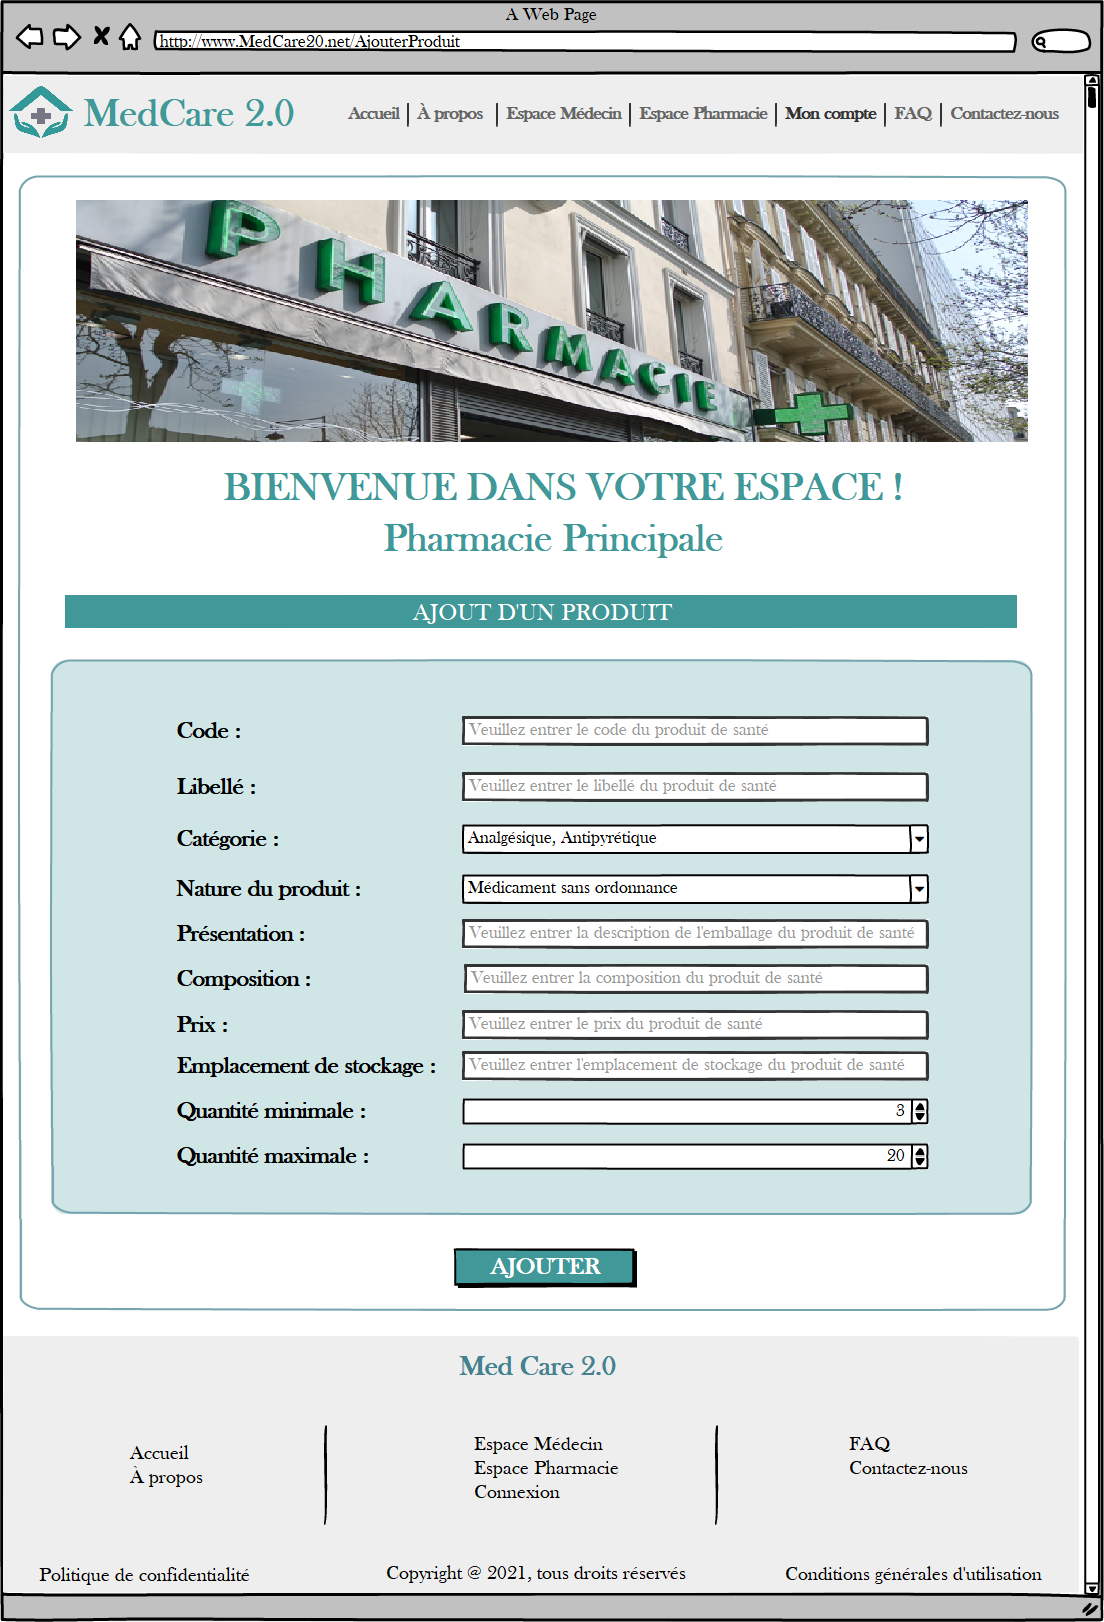 A Web Page
http://www.MedCare20.net/AjouterProduit
MedCare 2.0
Accueil À propos Espace Médecin Espace Pharmacie Mon compte FAQ Contactez-nous
PHARMACIE
BIENVENUE DANS VOTRE ESPACE !
Pharmacie Principale
AJOUT D'UN PRODUIT
Code : Veuillez entrer le code du produit de santé
Libellé : Veuillez entrer le libellé du produit de santé
Catégorie : Analgésique, Antipyrétique
Nature du produit : Médicament sans ordonnance
Présentation : Veuillez entrer la description de l'emballage du produit de santé
Composition : Veuillez entrer la composition du produit de santé
Prix : Veuillez entrer le prix du produit de santé
Emplacement de stockage : Veuillez entrer l'emplacement de stockage du produit de santé
Quantité minimale : 3
Quantité maximale : 20
AJOUTER
Med Care 2.0
Accueil
À propos
Espace Médecin
Espace Pharmacie
Connexion
FAQ
Contactez-nous
Politique de confidentialité
Copyright @ 2021, tous droits réservés
Conditions générales d'utilisation